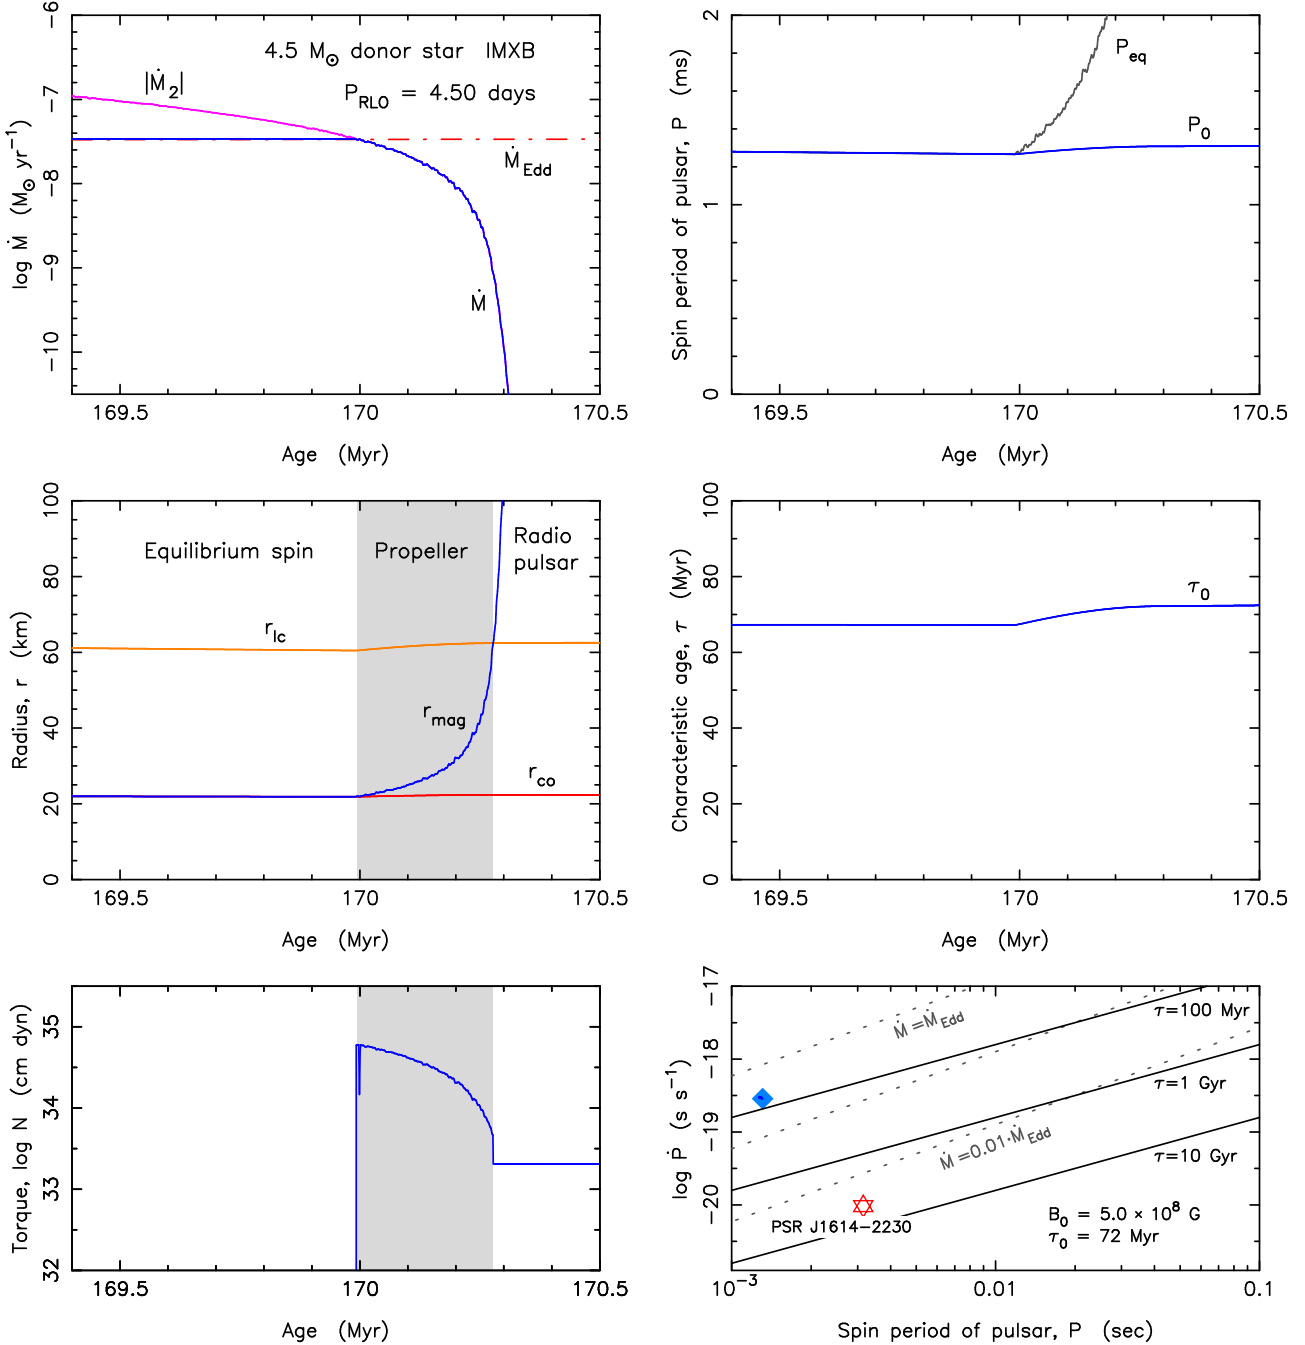 4.5 M☉ donor star IMXB
P_RLO = 4.50 days
|Ṁ₂|
Ṁ_Edd
Ṁ
log Ṁ (M☉ yr⁻¹)
−6
−7
−8
−9
−10
169.5 170 170.5
Age (Myr)
P_eq
P₀
Spin period of pulsar, P (ms)
2
1
0
169.5 170 170.5
Age (Myr)
Equilibrium spin
Propeller
Radio
pulsar
r_lc
r_mag
r_co
Radius, r (km)
100
80
60
40
20
0
169.5 170 170.5
Age (Myr)
τ₀
Characteristic age, τ (Myr)
100
80
60
40
20
0
169.5 170 170.5
Age (Myr)
Torque, log N (cm dyn)
35
34
33
32
169.5 170 170.5
Age (Myr)
Ṁ=Ṁ_Edd
τ=100 Myr
τ=1 Gyr
Ṁ=0.01·Ṁ_Edd
τ=10 Gyr
PSR J1614−2230
B₀ = 5.0 × 10⁸ G
τ₀ = 72 Myr
log Ṗ (s s⁻¹)
−17
−18
−19
−20
10⁻³ 0.01 0.1
Spin period of pulsar, P (sec)